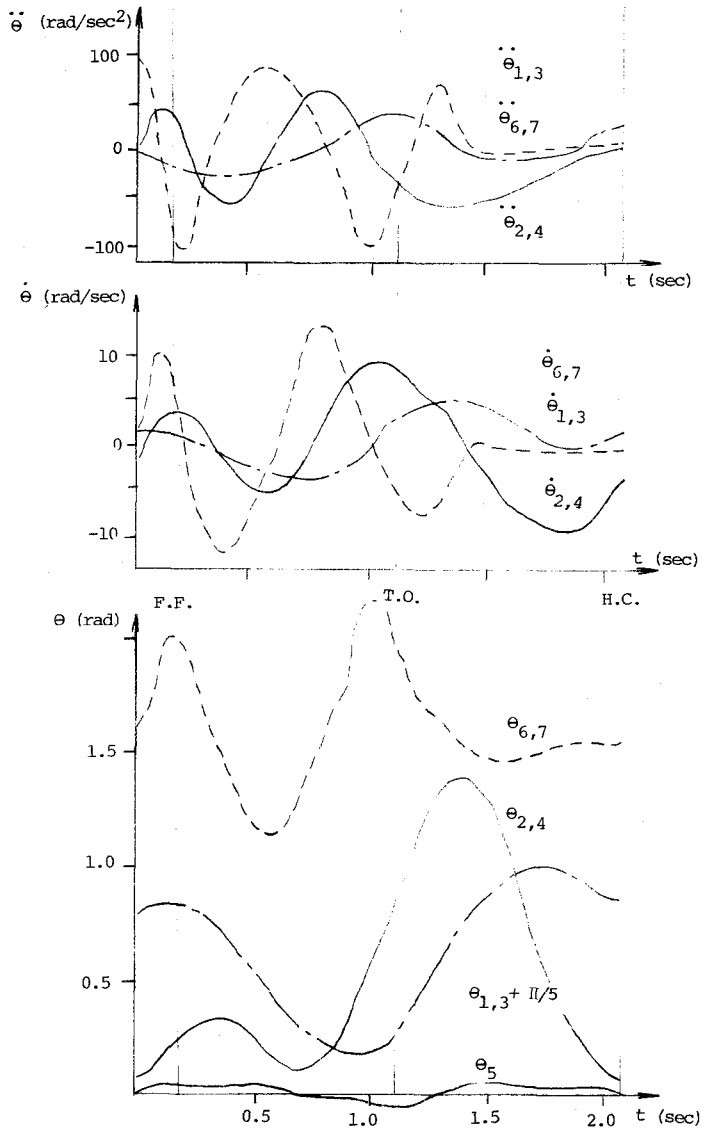 Θ̈ (rad/sec²)
100
0
-100
Θ̈1,3
Θ̈6,7
Θ̈2,4
t (sec)
Θ̇ (rad/sec)
10
0
-10
Θ̇6,7
Θ̇1,3
Θ̇2,4
t (sec)
F.F.
T.O.
H.C.
Θ (rad)
1.5
1.0
0.5
Θ6,7
Θ2,4
Θ1,3 + Π/5
Θ5
0.5
1.0
1.5
2.0
t (sec)